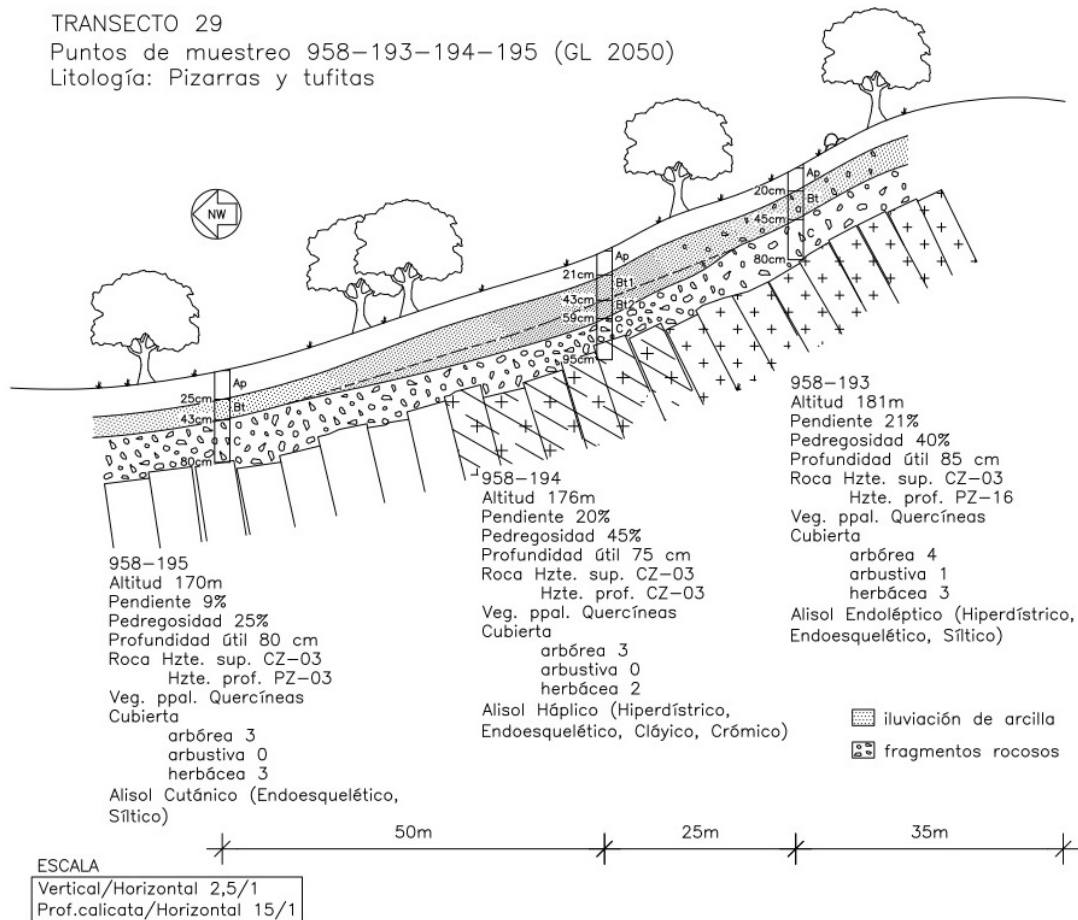 TRANSECTO 29
Puntos de muestreo 958-193-194-195 (GL 2050)
Litología: Pizarras y tufitas
NW
Ap
20cm
Bt
45cm
C
80cm
Ap
21cm
Bt1
43cm
Bt2
59cm
C
95cm
Ap
25cm
Bt
43cm
C
80cm
958-193
Altitud 181m
Pendiente 21%
Pedregosidad 40%
Profundidad útil 85 cm
Roca Hzte. sup. CZ-03
Hzte. prof. PZ-16
Veg. ppal. Quercíneas
Cubierta
arbórea 4
arbustiva 1
herbácea 3
Alisol Endoléptico (Hiperdístrico,
Endoesquelético, Síltico)
958-194
Altitud 176m
Pendiente 20%
Pedregosidad 45%
Profundidad útil 75 cm
Roca Hzte. sup. CZ-03
Hzte. prof. CZ-03
Veg. ppal. Quercíneas
Cubierta
arbórea 3
arbustiva 0
herbácea 2
Alisol Háplico (Hiperdístrico,
Endoesquelético, Cláyico, Crómico)
958-195
Altitud 170m
Pendiente 9%
Pedregosidad 25%
Profundidad útil 80 cm
Roca Hzte. sup. CZ-03
Hzte. prof. PZ-03
Veg. ppal. Quercíneas
Cubierta
arbórea 3
arbustiva 0
herbácea 3
Alisol Cutánico (Endoesquelético,
Síltico)
iluviación de arcilla
fragmentos rocosos
50m
25m
35m
ESCALA
Vertical/Horizontal 2,5/1
Prof.calicata/Horizontal 15/1